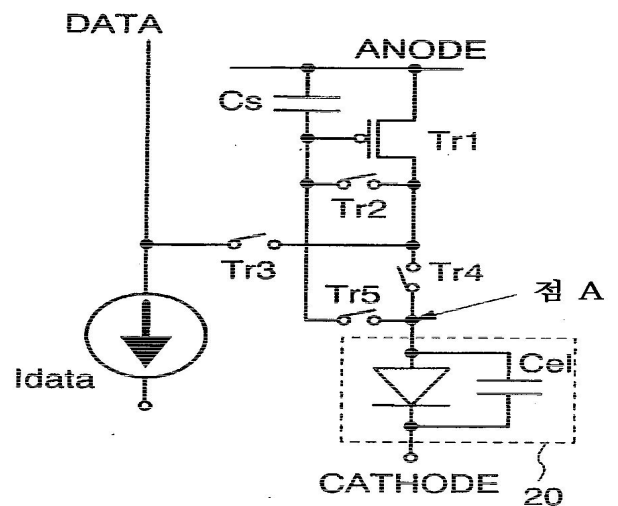 DATA
ANODE
Cs
Tr1
Tr2
Tr3
Tr4
Tr5
점 A
Idata
Cel
CATHODE
20